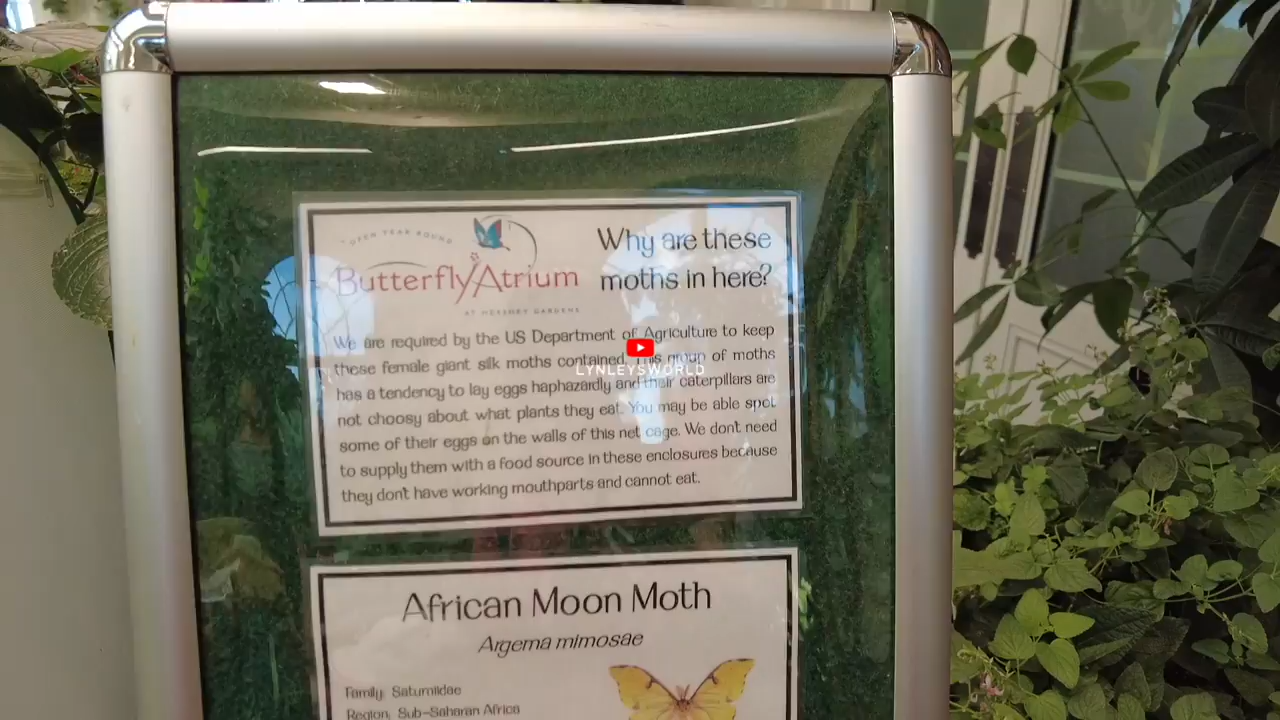 OPEN YEAR ROUND
Butterfly Atrium
AT HERSHEY GARDENS
Why are these
moths in here?
We are required by the US Department of Agriculture to keep
these female giant silk moths contained. This group of moths
has a tendency to lay eggs haphazardly and their caterpillars are
not choosy about what plants they eat. You may be able spot
some of their eggs on the walls of this net cage. We don't need
to supply them with a food source in these enclosures because
they don't have working mouthparts and cannot eat.
LYNLEYSWORLD
African Moon Moth
Argema mimosae
Family: Saturniidae
Region: Sub-Saharan Africa